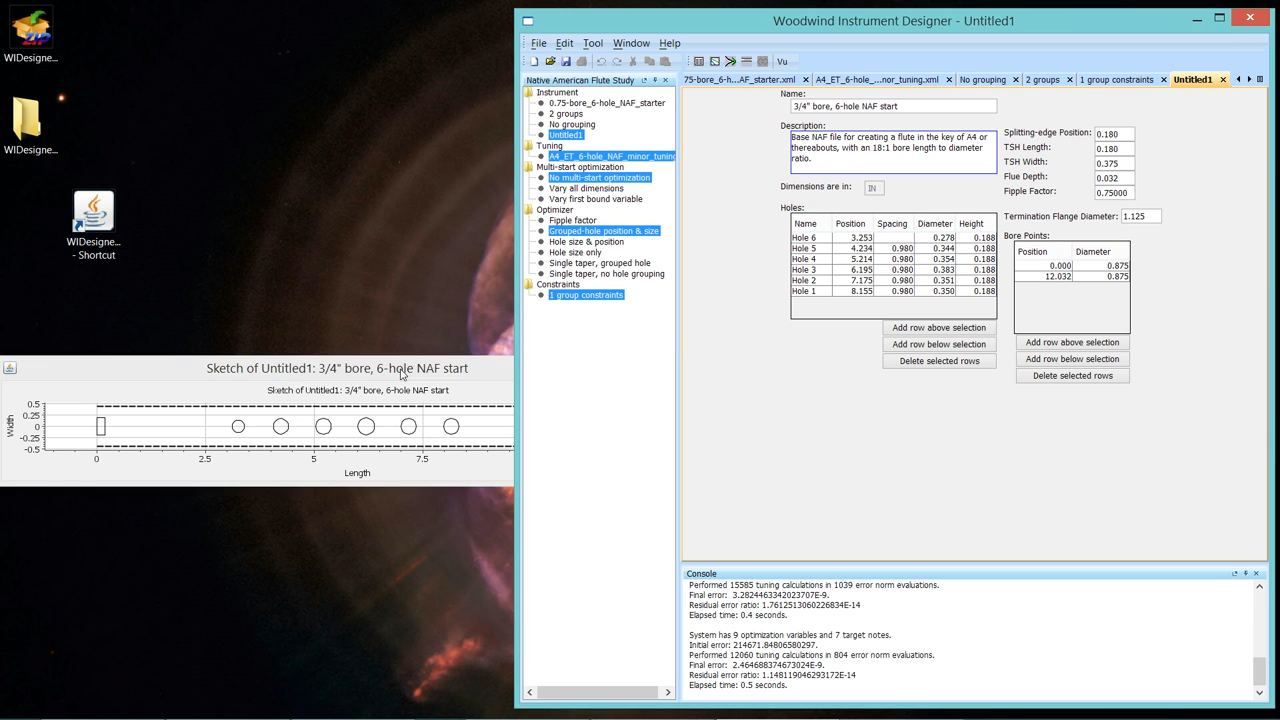 WIDesigne...
WIDesigne...
WIDesigne...
- Shortcut
Sketch of Untitled1: 3/4" bore, 6-hole NAF start
Sketch of Untitled1: 3/4" bore, 6-hole NAF start
Width
0.5
0.25
0
-0.25
-0.5
0 2.5 5 7.5
Length
Woodwind Instrument Designer - Untitled1
File Edit Tool Window Help
Vu
Native American Flute Study
Instrument
0.75-bore_6-hole_NAF_starter
2 groups
No grouping
Untitled1
Tuning
A4_ET_6-hole_NAF_minor_tuning
Multi-start optimization
No multi-start optimization
Vary all dimensions
Vary first bound variable
Optimizer
Fipple factor
Grouped-hole position & size
Hole size & position
Hole size only
Single taper, grouped hole
Single taper, no hole grouping
Constraints
1 group constraints
75-bore_6-h...AF_starter.xml A4_ET_6-hole_...nor_tuning.xml No grouping 2 groups 1 group constraints Untitled1
Name:
3/4" bore, 6-hole NAF start
Description:
Base NAF file for creating a flute in the key of A4 or
thereabouts, with an 18:1 bore length to diameter
ratio.
Dimensions are in: IN
Holes:
Name Position Spacing Diameter Height
Hole 6 3.253 0.278 0.188
Hole 5 4.234 0.980 0.344 0.188
Hole 4 5.214 0.980 0.354 0.188
Hole 3 6.195 0.980 0.383 0.188
Hole 2 7.175 0.980 0.351 0.188
Hole 1 8.155 0.980 0.350 0.188
Add row above selection
Add row below selection
Delete selected rows
Splitting-edge Position: 0.180
TSH Length: 0.180
TSH Width: 0.375
Flue Depth: 0.032
Fipple Factor: 0.75000
Termination Flange Diameter: 1.125
Bore Points:
Position Diameter
0.000 0.875
12.032 0.875
Add row above selection
Add row below selection
Delete selected rows
Console
Performed 15585 tuning calculations in 1039 error norm evaluations.
Final error: 3.2824463342023707E-9.
Residual error ratio: 1.7612513060226834E-14
Elapsed time: 0.4 seconds.
System has 9 optimization variables and 7 target notes.
Initial error: 214671.84806580297.
Performed 12060 tuning calculations in 804 error norm evaluations.
Final error: 2.464688374673024E-9.
Residual error ratio: 1.148119046293172E-14
Elapsed time: 0.5 seconds.